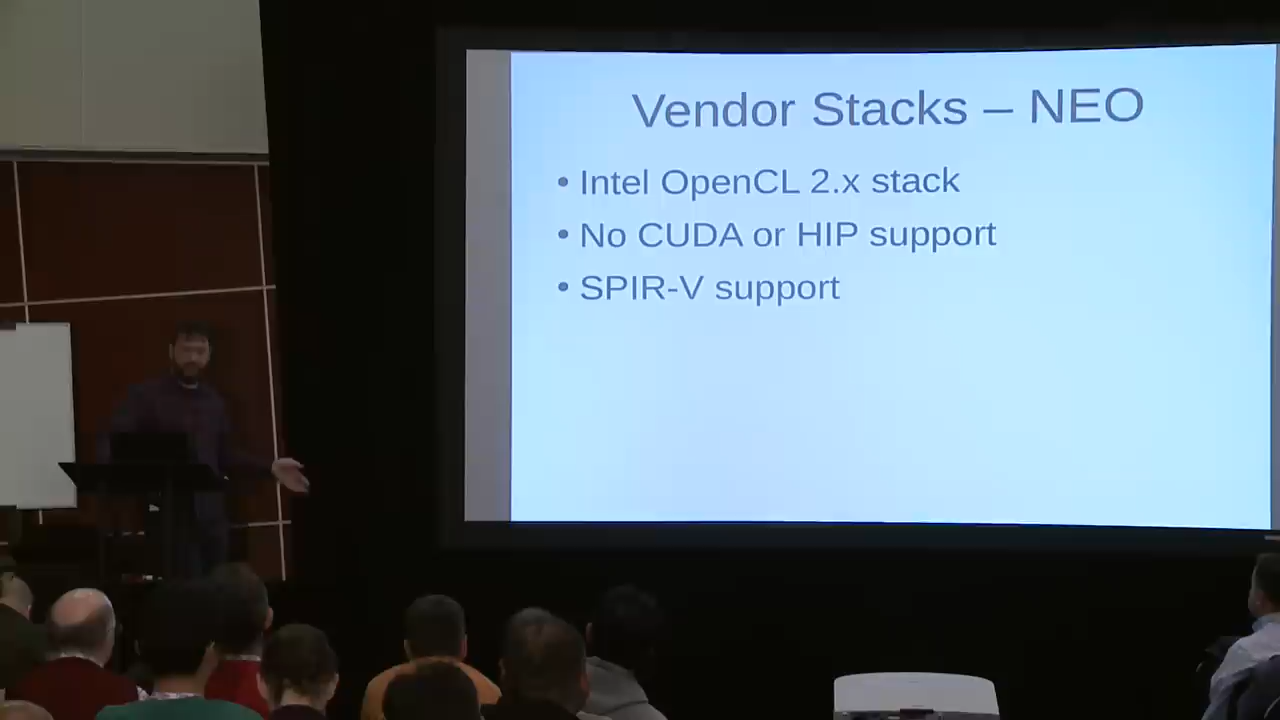 Vendor Stacks – NEO
• Intel OpenCL 2.x stack
• No CUDA or HIP support
• SPIR-V support